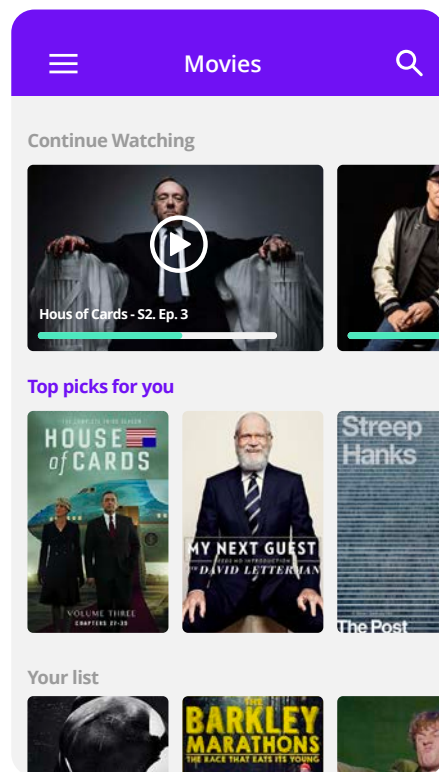 Movies
Continue Watching
Hous of Cards - S2. Ep. 3
Top picks for you
THE COMPLETE THIRD SEASON
HOUSE
of CARDS
VOLUME THREE
CHAPTERS 27-39
MY NEXT GUEST
NEEDS NO INTRODUCTION
WITH DAVID LETTERMAN
Streep
Hanks
The Post
Your list
THE
BARKLEY
MARATHONS
THE RACE THAT EATS ITS YOUNG